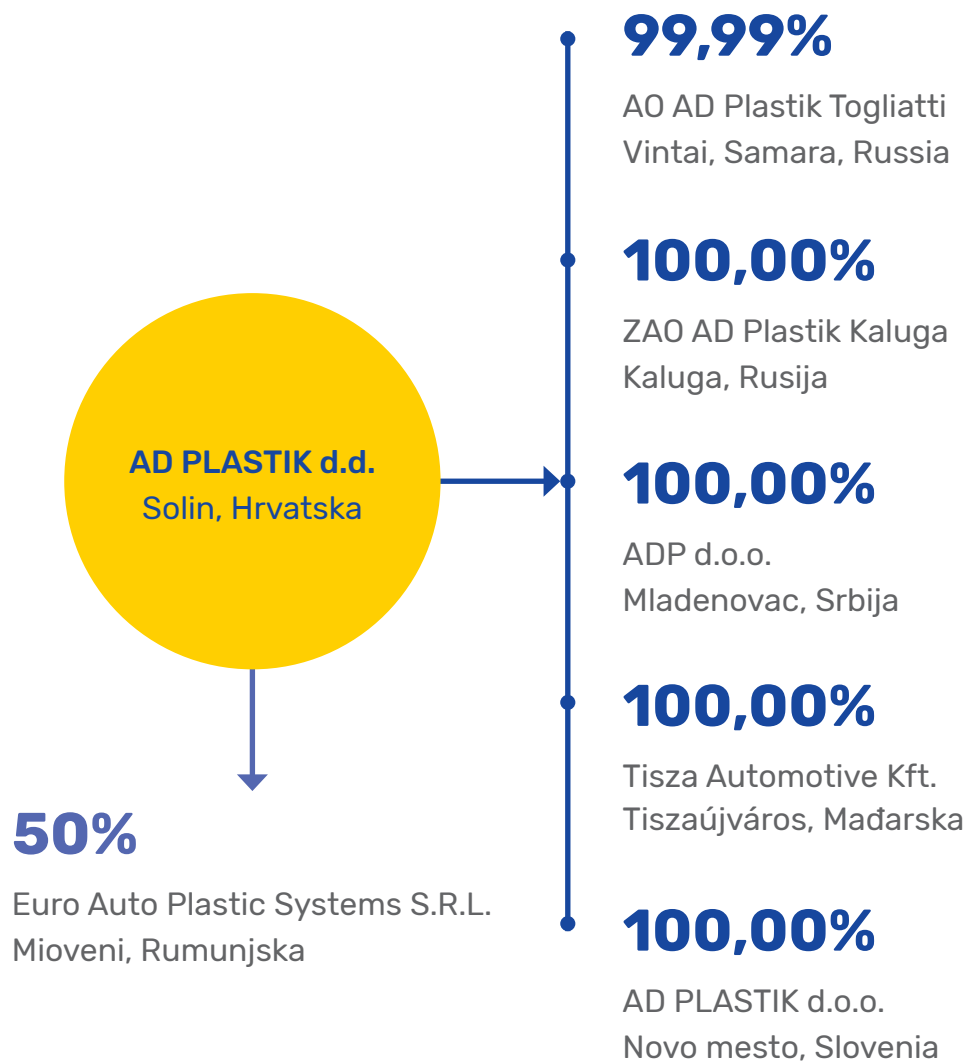 AD PLASTIK d.d.
Solin, Hrvatska
50%
Euro Auto Plastic Systems S.R.L.
Mioveni, Rumunjska
99,99%
AO AD Plastik Togliatti
Vintai, Samara, Russia
100,00%
ZAO AD Plastik Kaluga
Kaluga, Rusija
100,00%
ADP d.o.o.
Mladenovac, Srbija
100,00%
Tisza Automotive Kft.
Tiszaújváros, Mađarska
100,00%
AD PLASTIK d.o.o.
Novo mesto, Slovenia